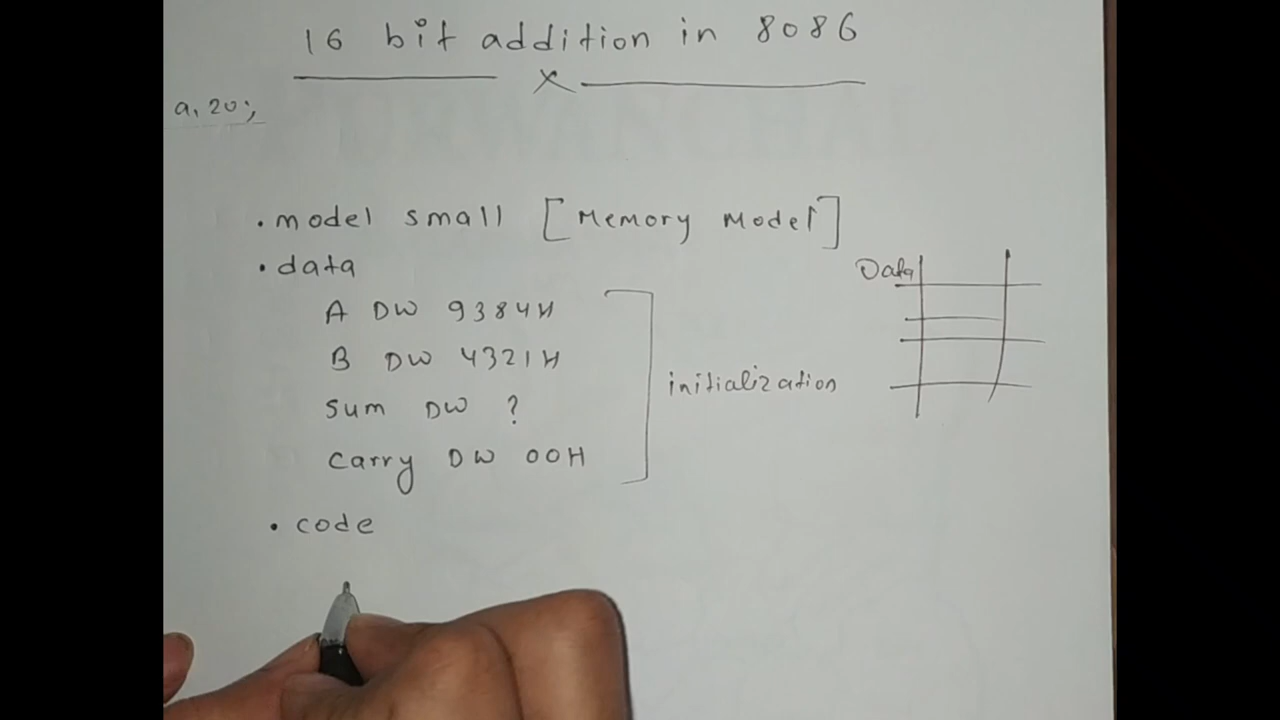 16 bit addition in 8086
x
a, 20;
.model small [Memory Model]
.data
Data
A DW 9384H
B DW 4321H
initialization
Sum DW ?
Carry DW 00H
.code